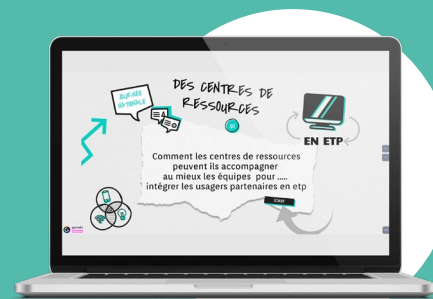 JOURNÉE
NATIONALE
DES CENTRES DE
RESSOURCES
EN ETP
Comment les centres de ressources
peuvent ils accompagner
au mieux les équipes pour .....
intégrer les usagers partenaires en etp
START
genially